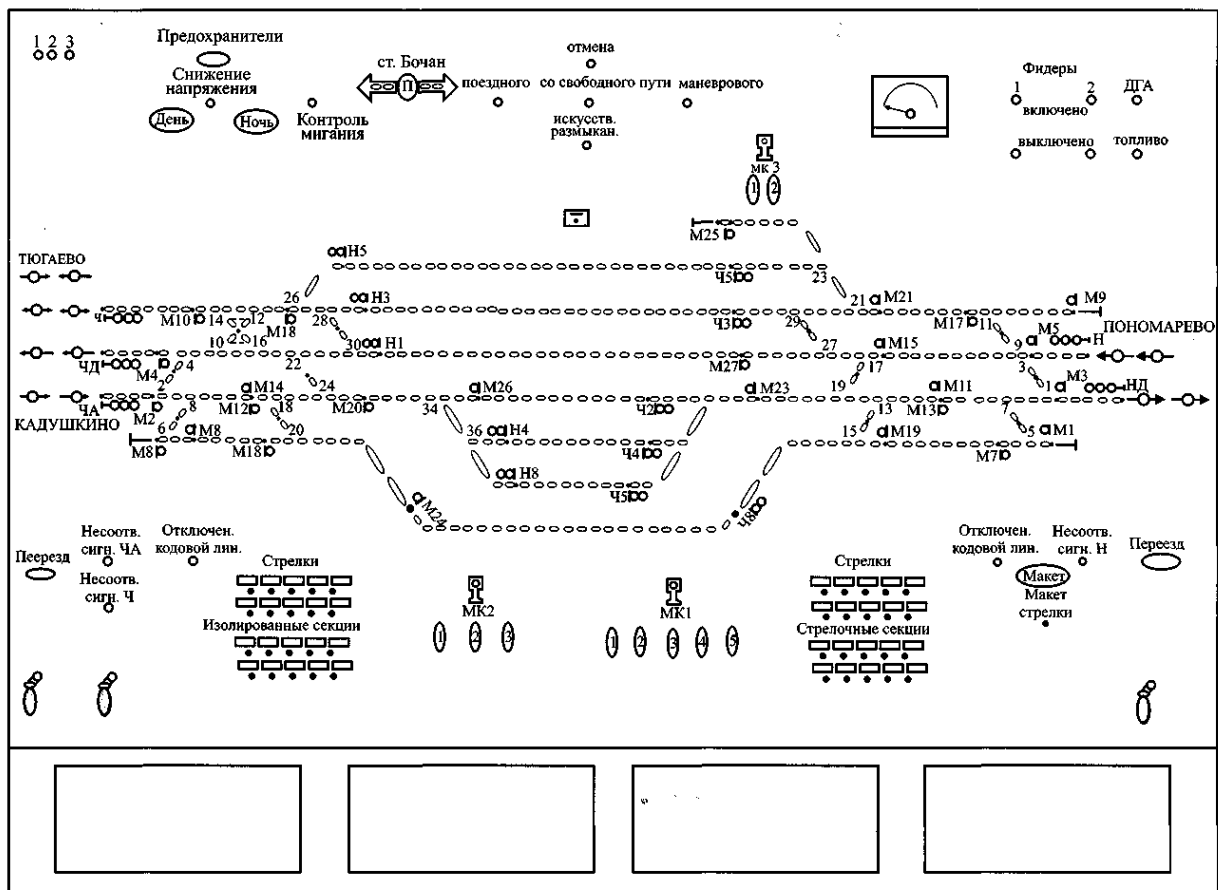 1 2 3
Предохранители
Снижение
напряжения
День
Ночь
Контроль
мигания
ст. Бочан
П
отмена
поездного
со свободного пути
маневрового
искусств.
размыкан.
мк 3
1 2
Фидеры
1 2 ДГА
включено
выключено
топливо
М25
Н5
ТЮГАЕВО
Ч5
23
26
Н3
21
М21
М9
Ч
М10
14
12
М18
28
Ч3
29
М17
11
М5
Н
ПОНОМАРЕВО
10
16
30
Н1
27
М15
9
ЧД
М4
4
22
М27
17
3
М3
НД
2
М14
24
М26
М23
19
М11
1
ЧА
М2
8
М12
18
М20
34
Ч2
13
М13
7
КАДУШКИНО
6
М8
20
36
Н4
15
М19
5
М1
М8
М18
Ч4
М7
Н8
Ч5
М24
Ч8
Пеерезд
Несоотв.
сигн. ЧА
Отключен.
кодовой лин.
Несоотв.
сигн. Ч
Стрелки
Изолированные секции
МК2
1 2 3
МК1
1 2 3 4 5
Стрелки
Стрелочные секции
Отключен.
кодовой лин.
Несоотв.
сигн. Н
Переезд
Макет
Макет
стрелки